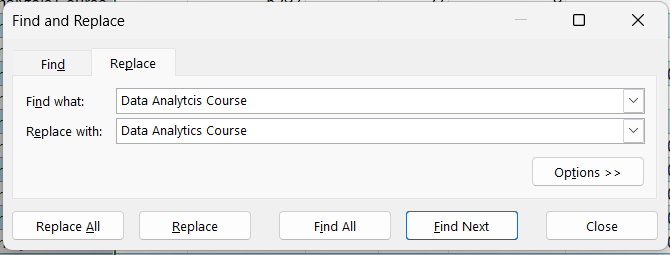 Find and Replace
Find Replace
Find what: Data Analytcis Course
Replace with: Data Analytics Course
Options >>
Replace All Replace Find All Find Next Close